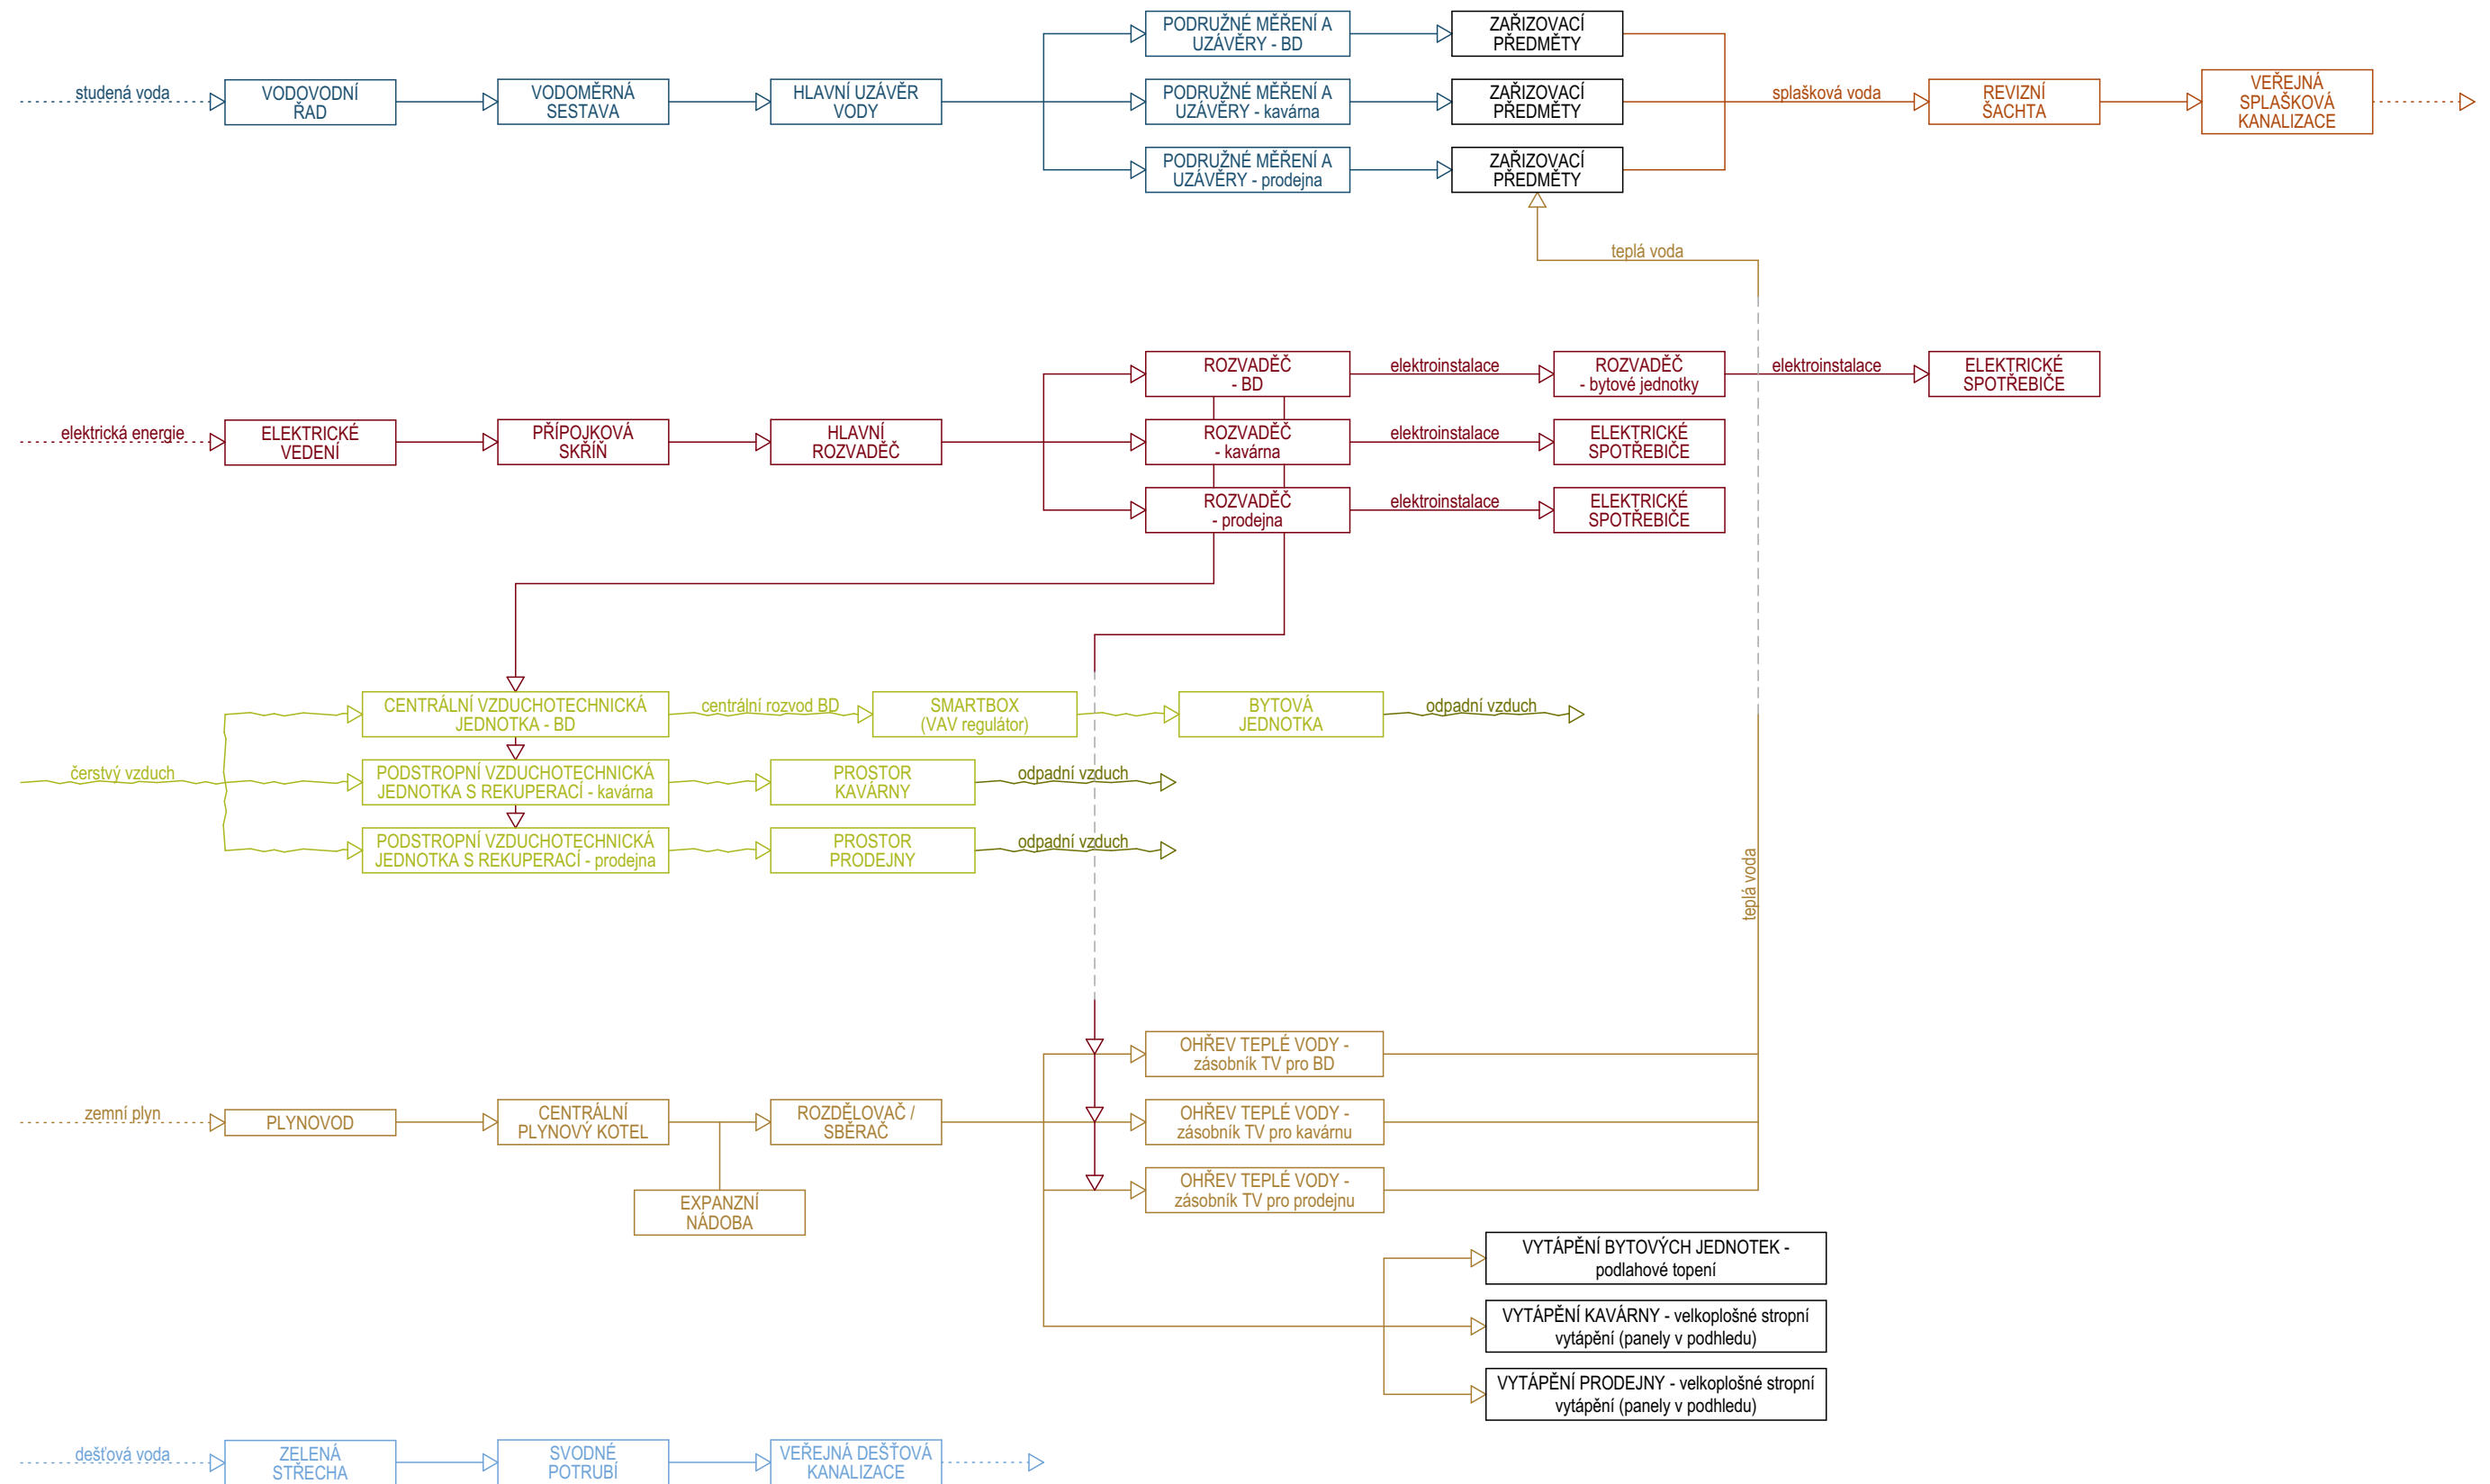 PODRUŽNÉ MĚŘENÍ A
UZÁVĚRY - BD
ZAŘIZOVACÍ
PŘEDMĚTY
studená voda
VODOVODNÍ
ŘAD
VODOMĚRNÁ
SESTAVA
HLAVNÍ UZÁVĚR
VODY
PODRUŽNÉ MĚŘENÍ A
UZÁVĚRY - kavárna
ZAŘIZOVACÍ
PŘEDMĚTY
splašková voda
REVIZNÍ
ŠACHTA
VEŘEJNÁ
SPLAŠKOVÁ
KANALIZACE
PODRUŽNÉ MĚŘENÍ A
UZÁVĚRY - prodejna
ZAŘIZOVACÍ
PŘEDMĚTY
teplá voda
ROZVADĚČ
- BD
elektroinstalace
ROZVADĚČ
- bytové jednotky
elektroinstalace
ELEKTRICKÉ
SPOTŘEBIČE
elektrická energie
ELEKTRICKÉ
VEDENÍ
PŘÍPOJKOVÁ
SKŘÍŇ
HLAVNÍ
ROZVADĚČ
ROZVADĚČ
- kavárna
elektroinstalace
ELEKTRICKÉ
SPOTŘEBIČE
ROZVADĚČ
- prodejna
elektroinstalace
ELEKTRICKÉ
SPOTŘEBIČE
CENTRÁLNÍ VZDUCHOTECHNICKÁ
JEDNOTKA - BD
centrální rozvod BD
SMARTBOX
(VAV regulátor)
BYTOVÁ
JEDNOTKA
odpadní vzduch
čerstvý vzduch
PODSTROPNÍ VZDUCHOTECHNICKÁ
JEDNOTKA S REKUPERACÍ - kavárna
PROSTOR
KAVÁRNY
odpadní vzduch
PODSTROPNÍ VZDUCHOTECHNICKÁ
JEDNOTKA S REKUPERACÍ - prodejna
PROSTOR
PRODEJNY
odpadní vzduch
teplá voda
OHŘEV TEPLÉ VODY -
zásobník TV pro BD
zemní plyn
PLYNOVOD
CENTRÁLNÍ
PLYNOVÝ KOTEL
ROZDĚLOVAČ /
SBĚRAČ
OHŘEV TEPLÉ VODY -
zásobník TV pro kavárnu
EXPANZNÍ
NÁDOBA
OHŘEV TEPLÉ VODY -
zásobník TV pro prodejnu
VYTÁPĚNÍ BYTOVÝCH JEDNOTEK -
podlahové topení
VYTÁPĚNÍ KAVÁRNY - velkoplošné stropní
vytápění (panely v podhledu)
VYTÁPĚNÍ PRODEJNY - velkoplošné stropní
vytápění (panely v podhledu)
dešťová voda
ZELENÁ
STŘECHA
SVODNÉ
POTRUBÍ
VEŘEJNÁ DEŠŤOVÁ
KANALIZACE